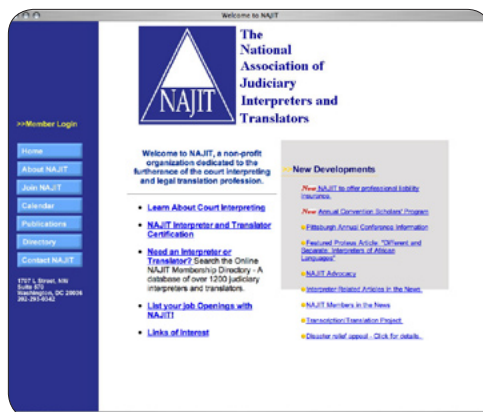 Welcome to NAJIT
The
National
Association of
Judiciary
Interpreters and
Translators
NAJIT
>>Member Login
Home
About NAJIT
Join NAJIT
Calendar
Publications
Directory
Contact NAJIT
1707 L Street, NW
Suite 570
Washington, DC 20036
202-293-0342
Welcome to NAJIT, a non-profit
organization dedicated to the
furtherance of the court interpreting
and legal translation profession.
Learn About Court Interpreting
NAJIT Interpreter and Translator
Certification
Need an Interpreter or
Translator? Search the Online
NAJIT Membership Directory - A
database of over 1200 judiciary
interpreters and translators.
List your job Openings with
NAJIT!
Links of Interest
New Developments
New NAJIT to offer professional liability
insurance.
New Annual Convention Scholars' Program
Pittsburgh Annual Conference Information
Featured Proteus Article: "Different and
Separate: Interpreters of African
Languages"
NAJIT Advocacy
Interpreter-Related Articles in the News
NAJIT Members in the News
Transcription/Translation Project
Disaster relief appeal - Click for details.